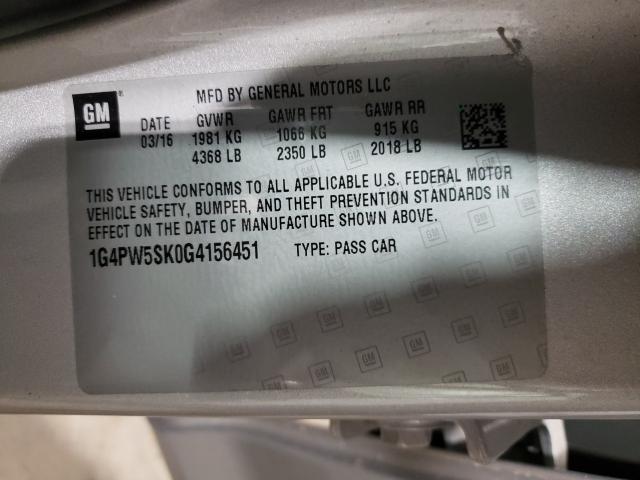 GM
MFD BY GENERAL MOTORS LLC
DATE GVWR GAWR FRT GAWR RR
03/16 1981 KG 1066 KG 915 KG
4368 LB 2350 LB 2018 LB
THIS VEHICLE CONFORMS TO ALL APPLICABLE U.S. FEDERAL MOTOR
VEHICLE SAFETY, BUMPER, AND THEFT PREVENTION STANDARDS IN
EFFECT ON THE DATE OF MANUFACTURE SHOWN ABOVE.
1G4PW5SK0G4156451 TYPE: PASS CAR